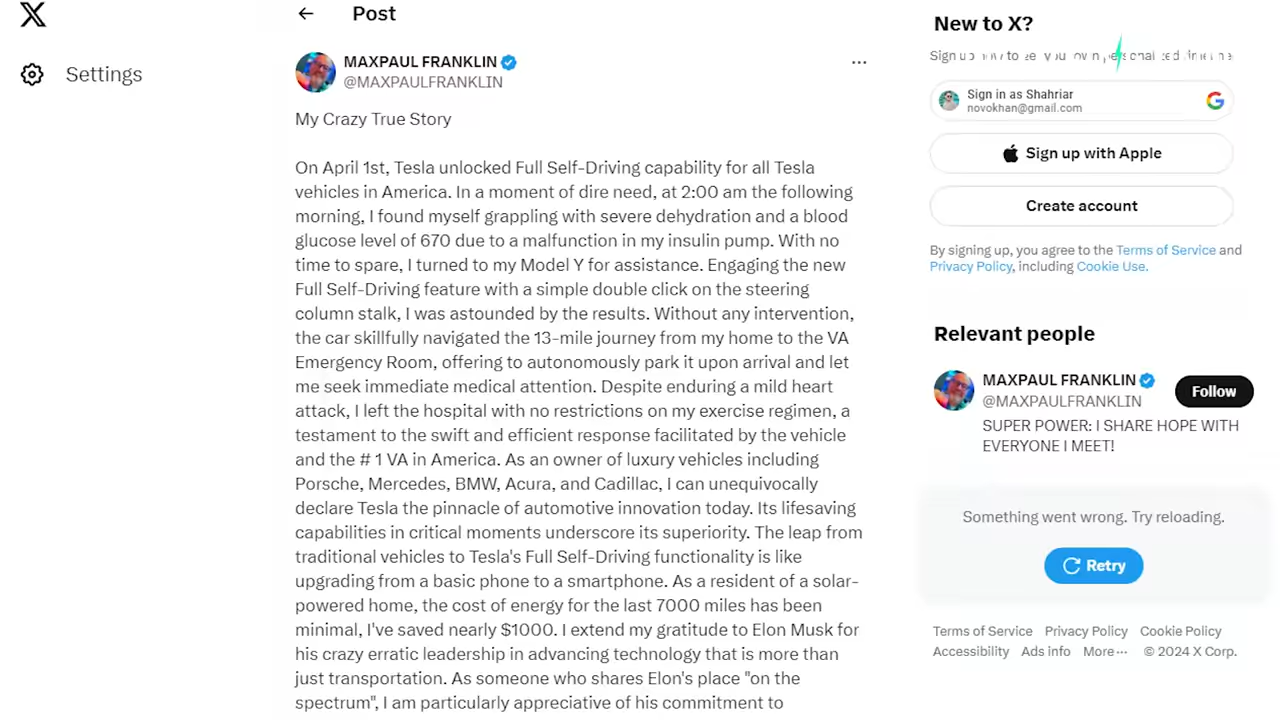 X
Settings
Post
MAXPAUL FRANKLIN
@MAXPAULFRANKLIN
My Crazy True Story
On April 1st, Tesla unlocked Full Self-Driving capability for all Tesla
vehicles in America. In a moment of dire need, at 2:00 am the following
morning, I found myself grappling with severe dehydration and a blood
glucose level of 670 due to a malfunction in my insulin pump. With no
time to spare, I turned to my Model Y for assistance. Engaging the new
Full Self-Driving feature with a simple double click on the steering
column stalk, I was astounded by the results. Without any intervention,
the car skillfully navigated the 13-mile journey from my home to the VA
Emergency Room, offering to autonomously park it upon arrival and let
me seek immediate medical attention. Despite enduring a mild heart
attack, I left the hospital with no restrictions on my exercise regimen, a
testament to the swift and efficient response facilitated by the vehicle
and the # 1 VA in America. As an owner of luxury vehicles including
Porsche, Mercedes, BMW, Acura, and Cadillac, I can unequivocally
declare Tesla the pinnacle of automotive innovation today. Its lifesaving
capabilities in critical moments underscore its superiority. The leap from
traditional vehicles to Tesla's Full Self-Driving functionality is like
upgrading from a basic phone to a smartphone. As a resident of a solar-
powered home, the cost of energy for the last 7000 miles has been
minimal, I've saved nearly $1000. I extend my gratitude to Elon Musk for
his crazy erratic leadership in advancing technology that is more than
just transportation. As someone who shares Elon's place "on the
spectrum", I am particularly appreciative of his commitment to
New to X?
Sign up
Sign in as Shahriar
novokhan@gmail.com
Sign up with Apple
Create account
By signing up, you agree to the Terms of Service and
Privacy Policy, including Cookie Use.
Relevant people
MAXPAUL FRANKLIN
@MAXPAULFRANKLIN
Follow
SUPER POWER: I SHARE HOPE WITH
EVERYONE I MEET!
Something went wrong. Try reloading.
Retry
Terms of Service Privacy Policy Cookie Policy
Accessibility Ads info More ··· © 2024 X Corp.